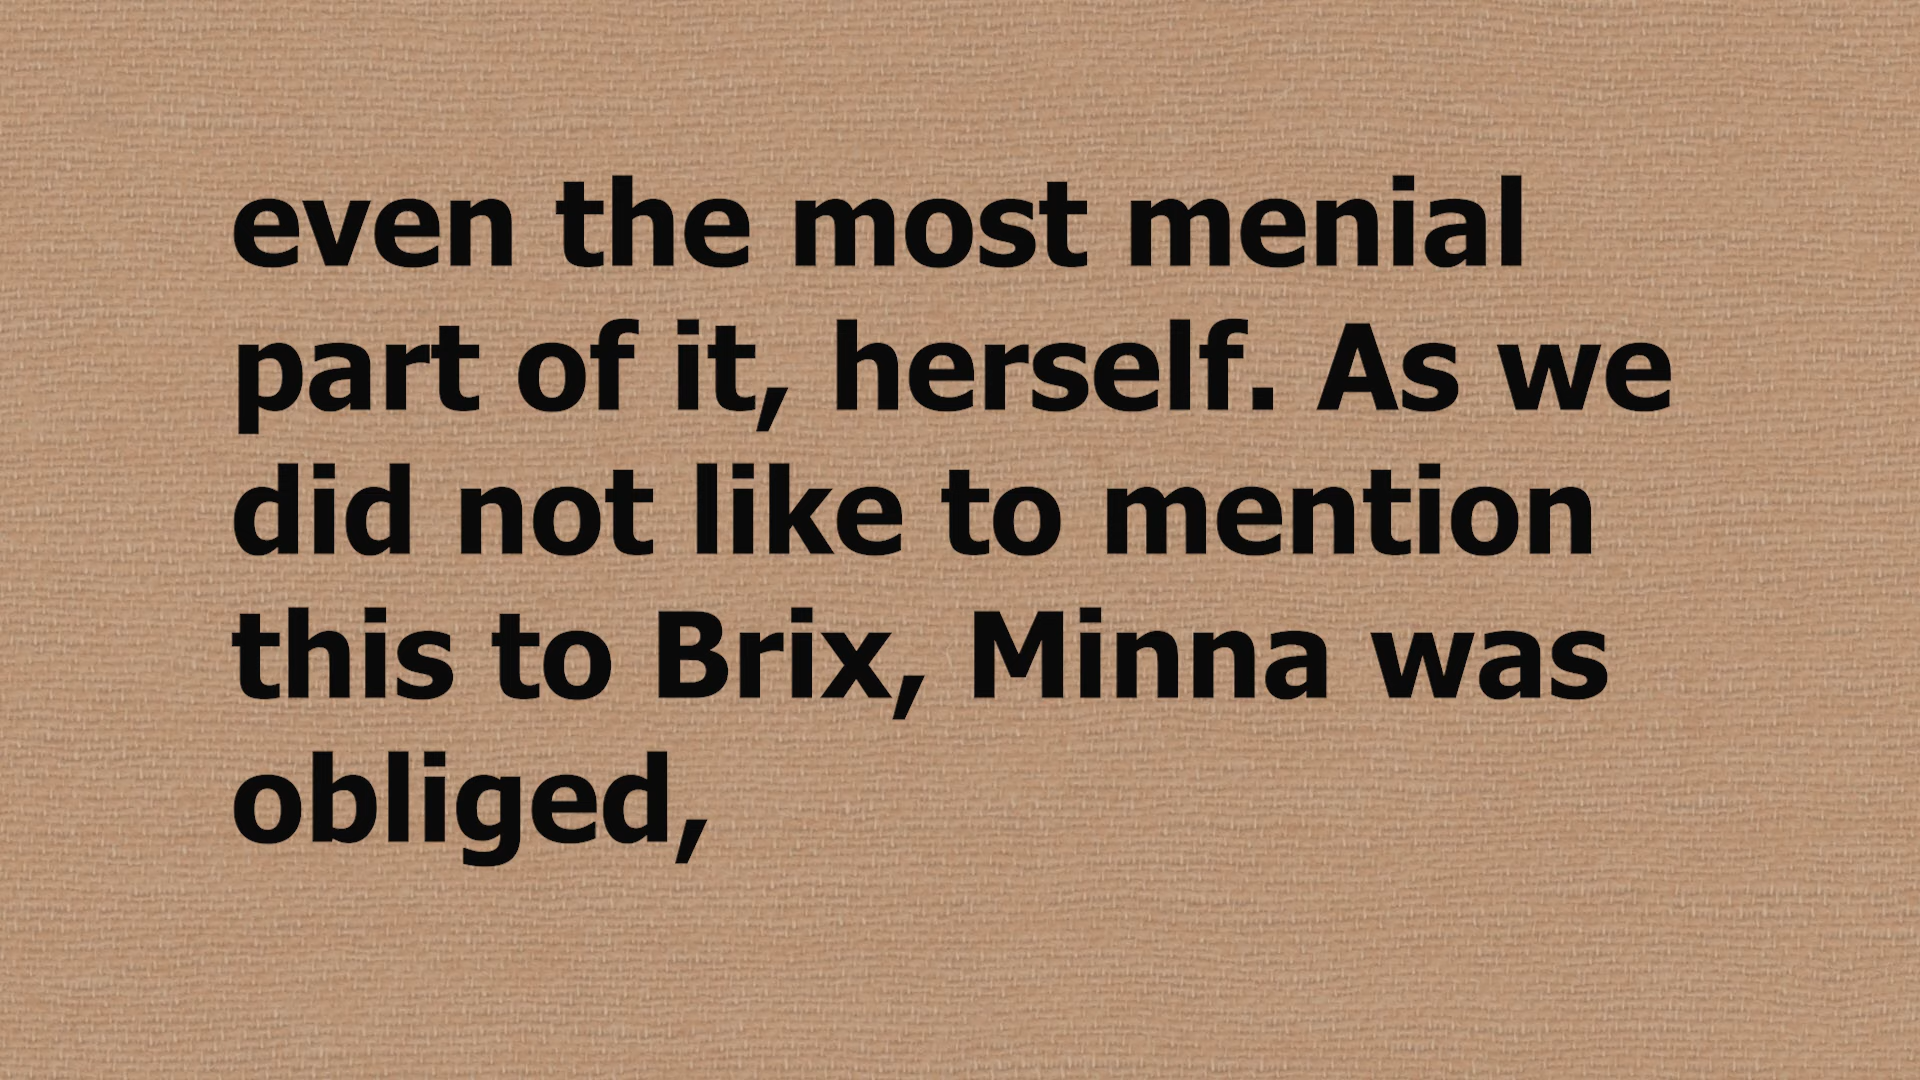 even the most menial
part of it, herself. As we
did not like to mention
this to Brix, Minna was
obliged,